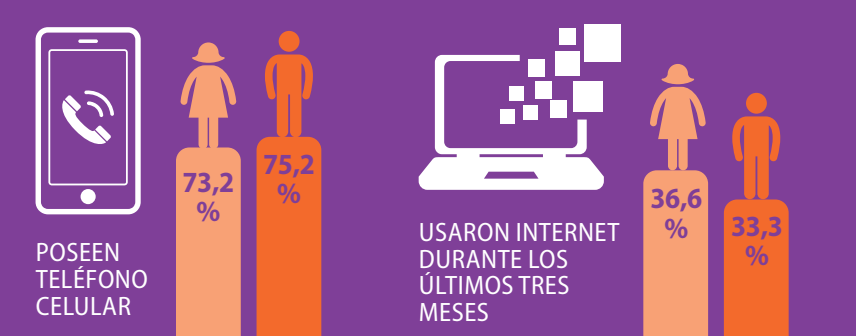 73,2
%
75,2
%
POSEEN
TELÉFONO
CELULAR
USARON INTERNET
DURANTE LOS
ÚLTIMOS TRES
MESES
36,6
%
33,3
%